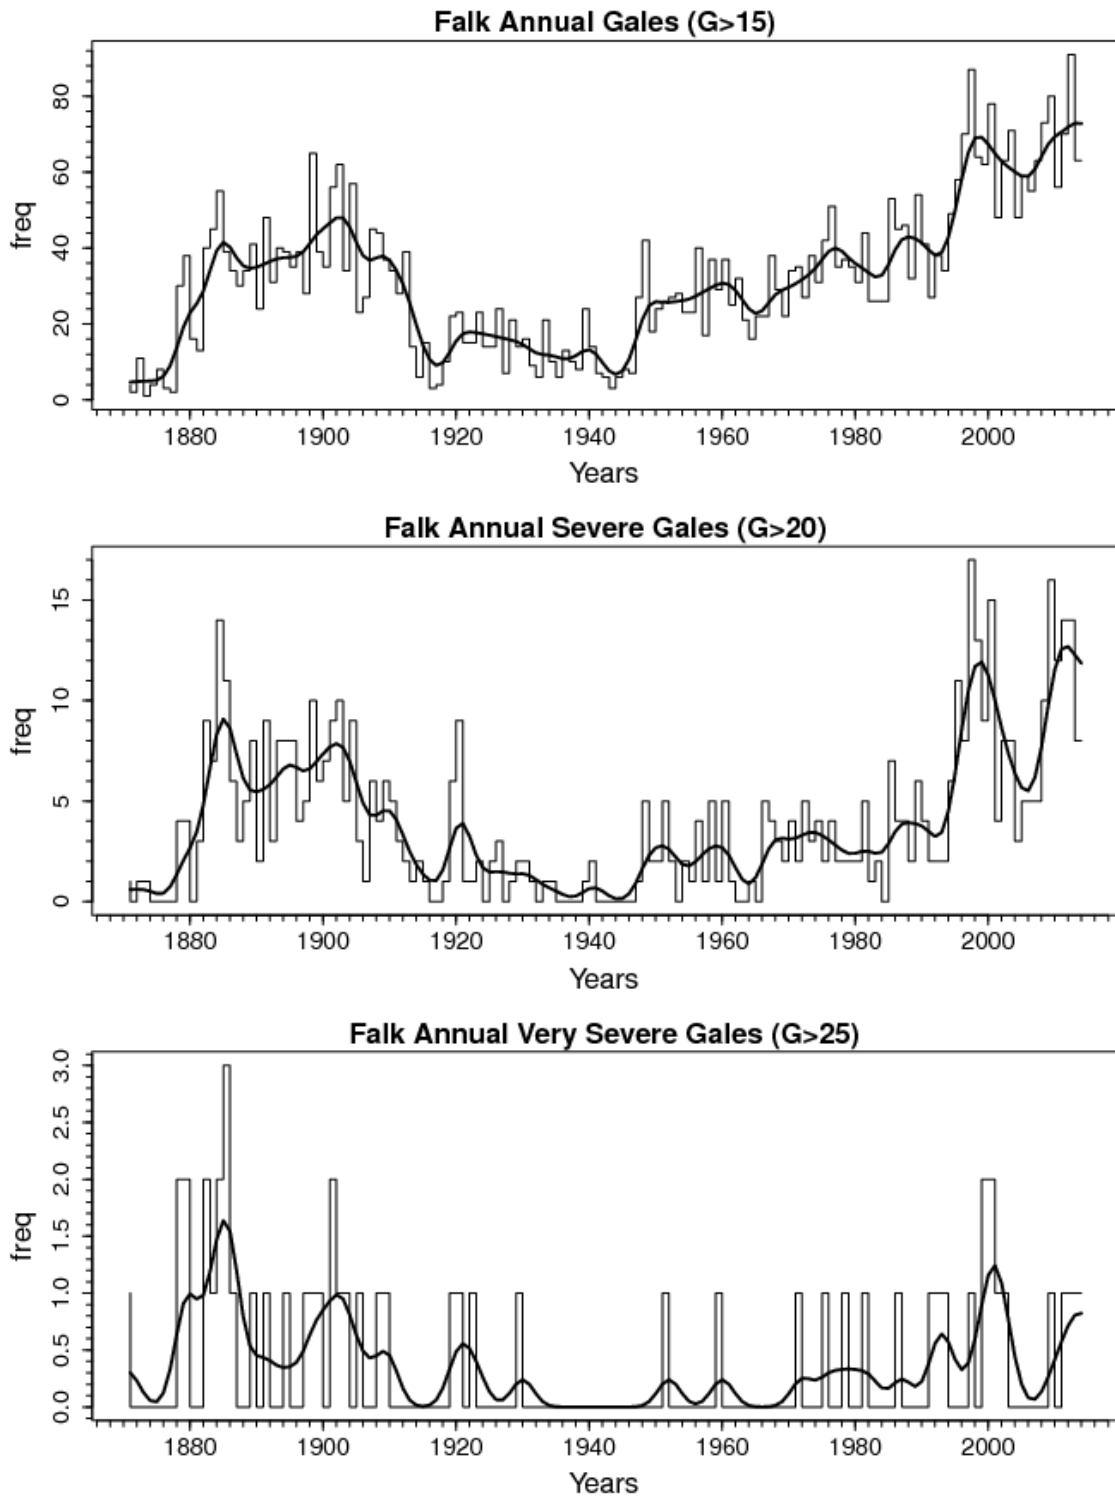 Falk Annual Gales (G>15)
freq
0 20 40 60 80
1880 1900 1920 1940 1960 1980 2000
Years
Falk Annual Severe Gales (G>20)
freq
0 5 10 15
1880 1900 1920 1940 1960 1980 2000
Years
Falk Annual Very Severe Gales (G>25)
freq
0.0 0.5 1.0 1.5 2.0 2.5 3.0
1880 1900 1920 1940 1960 1980 2000
Years